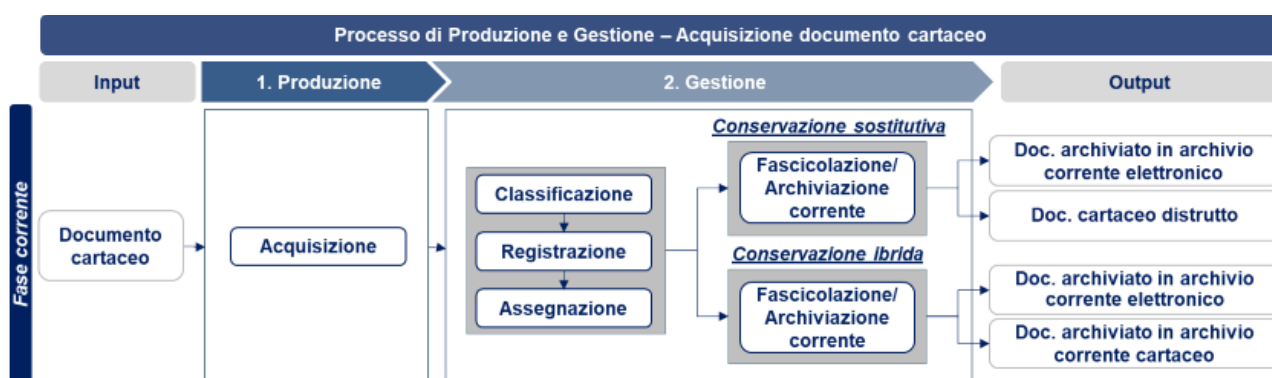 Processo di Produzione e Gestione – Acquisizione documento cartaceo
Input
1. Produzione
2. Gestione
Output
Fase corrente
Documento
cartaceo
Acquisizione
Classificazione
Registrazione
Assegnazione
Conservazione sostitutiva
Fascicolazione/
Archiviazione
corrente
Conservazione ibrida
Fascicolazione/
Archiviazione
corrente
Doc. archiviato in archivio
corrente elettronico
Doc. cartaceo distrutto
Doc. archiviato in archivio
corrente elettronico
Doc. archiviato in archivio
corrente cartaceo